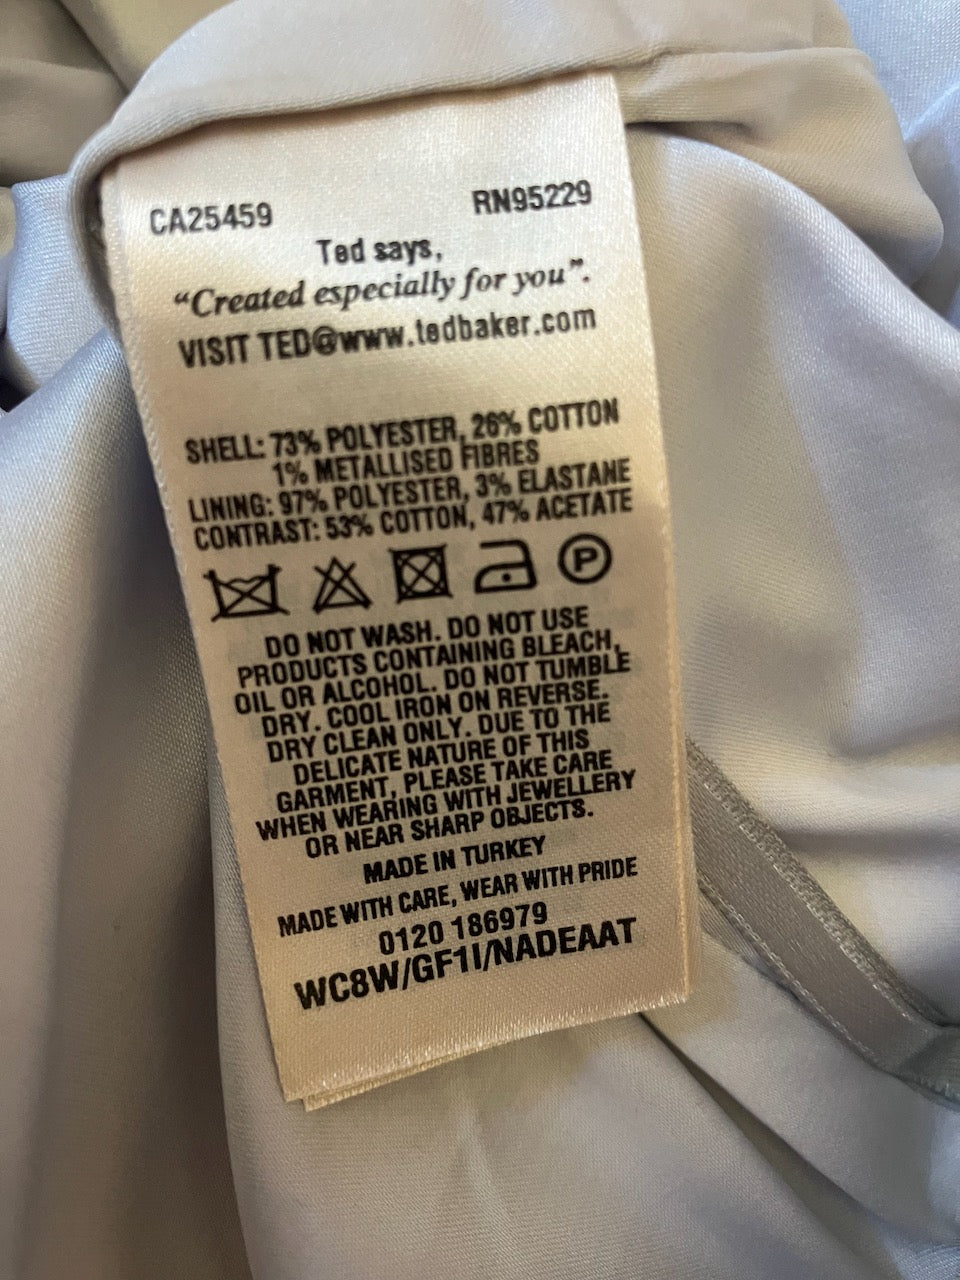 CA25459 RN95229
Ted says,
“Created especially for you”.
VISIT TED@www.tedbaker.com
SHELL: 73% POLYESTER, 26% COTTON
1% METALLISED FIBRES
LINING: 97% POLYESTER, 3% ELASTANE
CONTRAST: 53% COTTON, 47% ACETATE
P
DO NOT WASH. DO NOT USE
PRODUCTS CONTAINING BLEACH,
OIL OR ALCOHOL. DO NOT TUMBLE
DRY. COOL IRON ON REVERSE.
DRY CLEAN ONLY. DUE TO THE
DELICATE NATURE OF THIS
GARMENT, PLEASE TAKE CARE
WHEN WEARING WITH JEWELLERY
OR NEAR SHARP OBJECTS.
MADE IN TURKEY
MADE WITH CARE, WEAR WITH PRIDE
0120 186979
WC8W/GF1I/NADEAAT